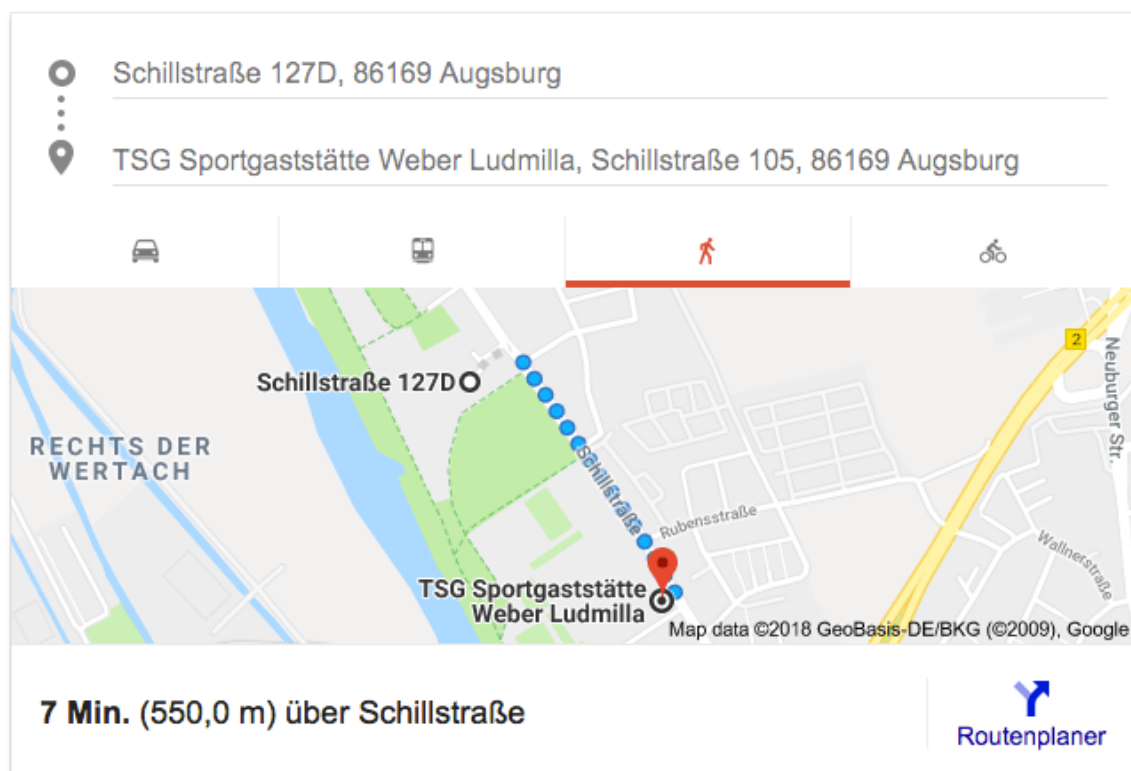 Schillstraße 127D, 86169 Augsburg
TSG Sportgaststätte Weber Ludmilla, Schillstraße 105, 86169 Augsburg
2
Neuburger Str.
Schillstraße 127D
RECHTS DER
WERTACH
Schillstraße
Rubensstraße
Wallnerstraße
TSG Sportgaststätte
Weber Ludmilla
Map data ©2018 GeoBasis-DE/BKG (©2009), Google
7 Min. (550,0 m) über Schillstraße
Routenplaner